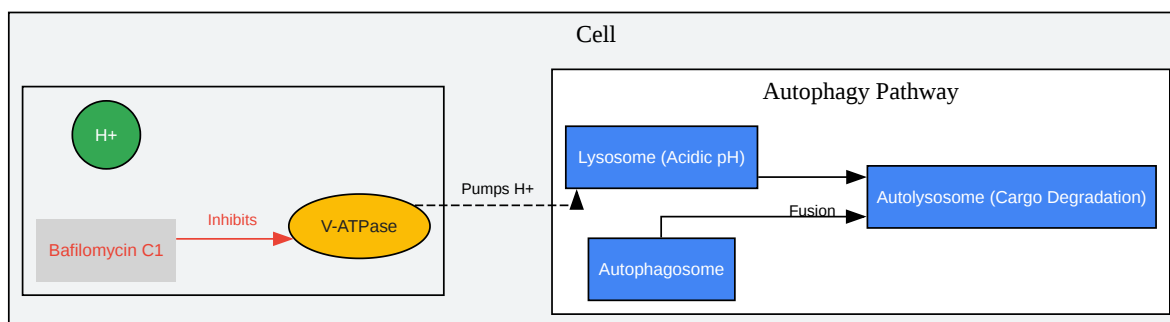 Cell
Autophagy Pathway
H+
Lysosome (Acidic pH)
Pumps H+
Autolysosome (Cargo Degradation)
Inhibits
V-ATPase
Fusion
Bafilomycin C1
Autophagosome